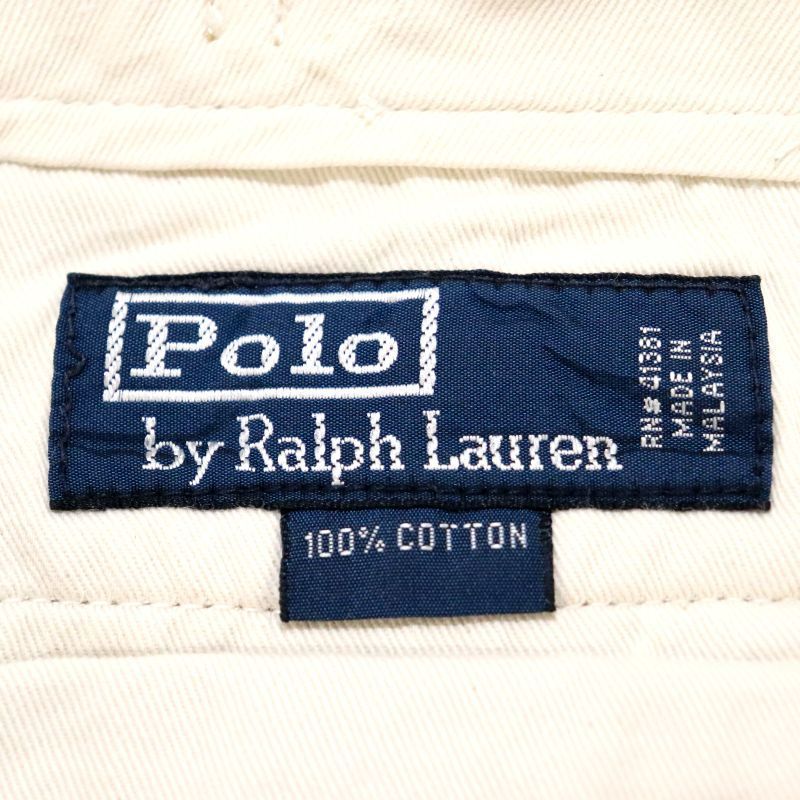 Polo
by Ralph Lauren
RN# 41381
MADE IN
MALAYSIA
100% COTTON